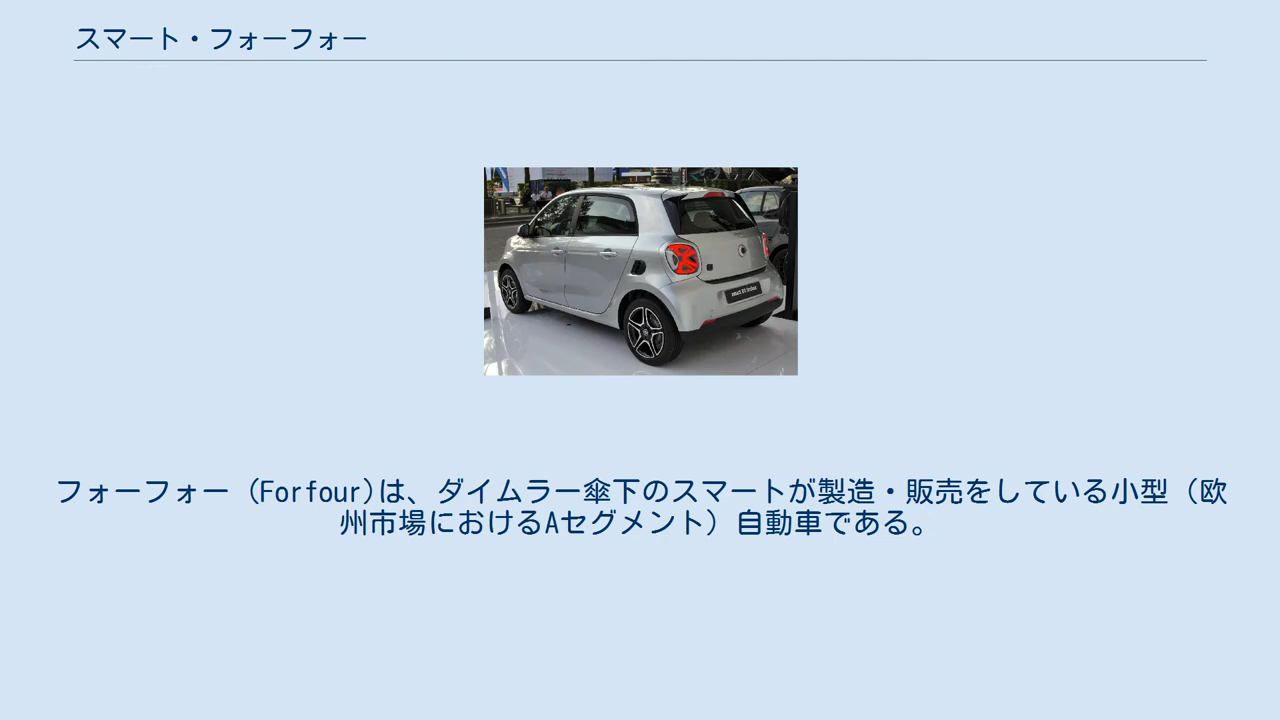 スマート・フォーフォー
フォーフォー（Forfour)は、ダイムラー傘下のスマートが製造・販売をしている小型（欧
州市場におけるAセグメント）自動車である。